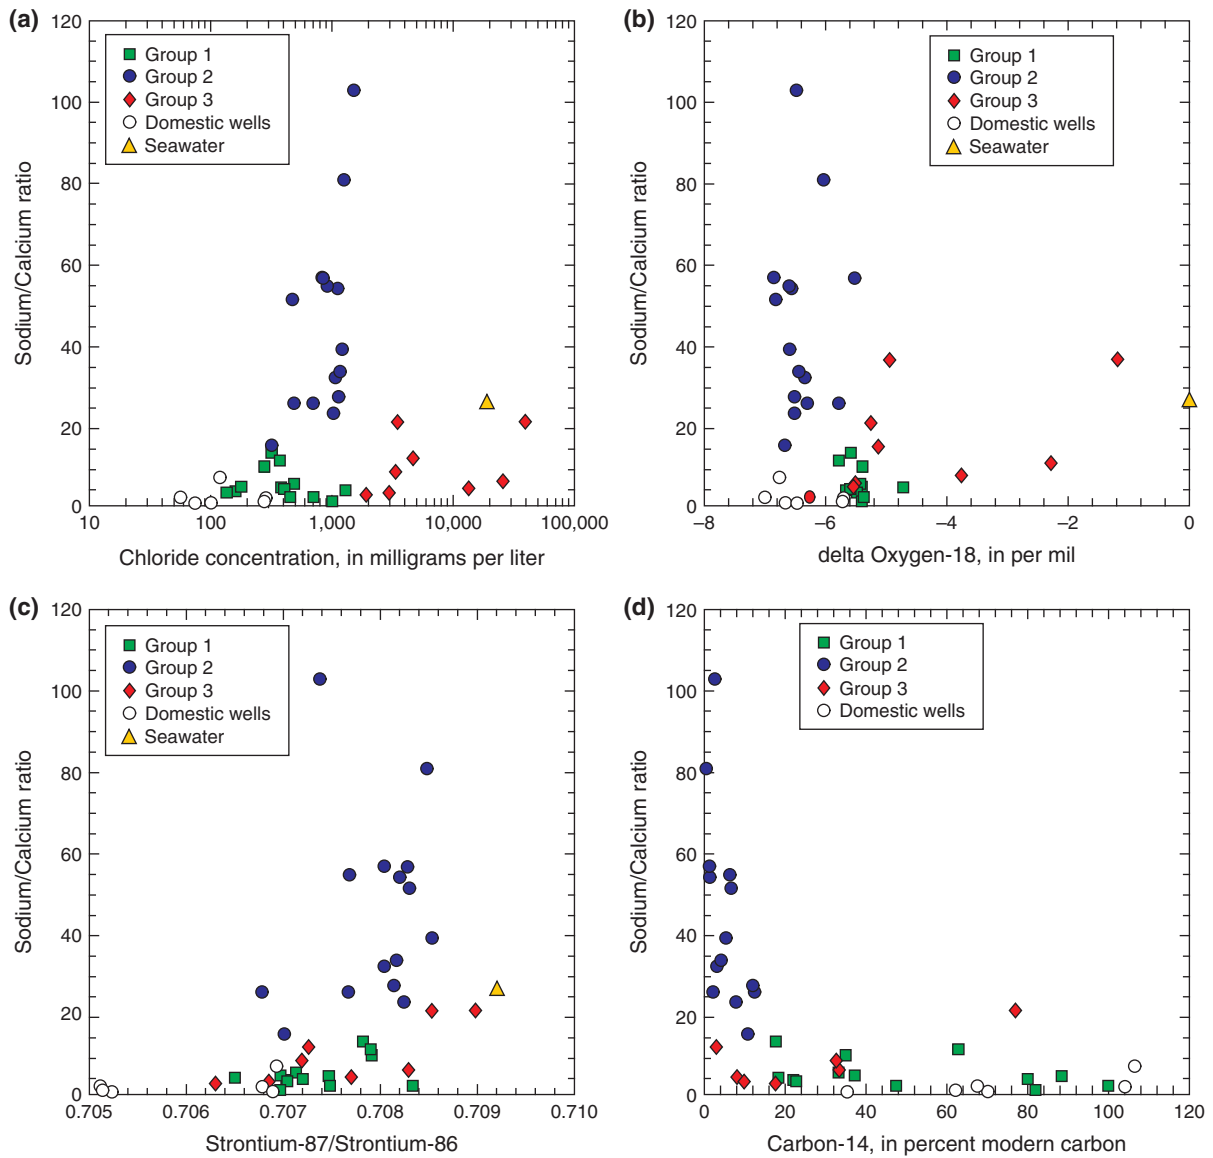 (a)
120
100
80
60
40
20
0
Sodium/Calcium ratio
Group 1
Group 2
Group 3
Domestic wells
Seawater
10 100 1,000 10,000 100,000
Chloride concentration, in milligrams per liter
(b)
120
100
80
60
40
20
0
Sodium/Calcium ratio
Group 1
Group 2
Group 3
Domestic wells
Seawater
–8 –6 –4 –2 0
delta Oxygen-18, in per mil
(c)
120
100
80
60
40
20
0
Sodium/Calcium ratio
Group 1
Group 2
Group 3
Domestic wells
Seawater
0.705 0.706 0.707 0.708 0.709 0.710
Strontium-87/Strontium-86
(d)
120
100
80
60
40
20
0
Sodium/Calcium ratio
Group 1
Group 2
Group 3
Domestic wells
0 20 40 60 80 100 120
Carbon-14, in percent modern carbon